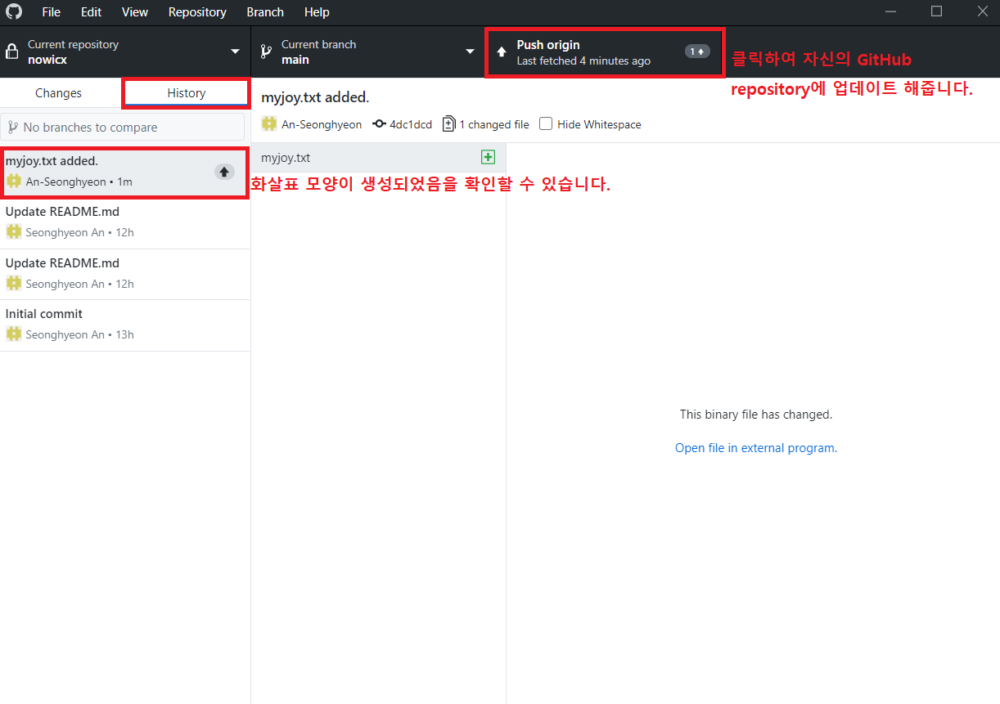 File Edit View Repository Branch Help
Current repository
nowicx
Current branch
main
Push origin
Last fetched 4 minutes ago
1
클릭하여 자신의 GitHub
repository에 업데이트 해줍니다.
Changes
History
No branches to compare
myjoy.txt added.
An-Seonghyeon • 1m
Update README.md
Seonghyeon An • 12h
Update README.md
Seonghyeon An • 12h
Initial commit
Seonghyeon An • 13h
myjoy.txt added.
An-Seonghyeon 4dc1dcd 1 changed file Hide Whitespace
myjoy.txt
화살표 모양이 생성되었음을 확인할 수 있습니다.
This binary file has changed.
Open file in external program.